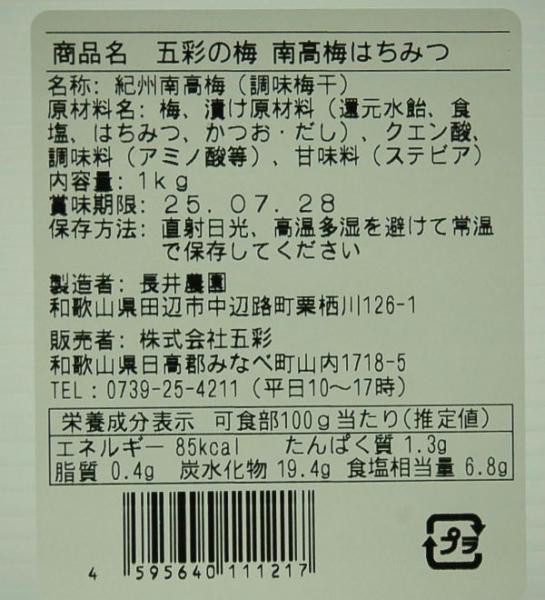 商品名 五彩の梅 南高梅はちみつ
名称: 紀州南高梅（調味梅干）
原材料名: 梅、漬け原材料（還元水飴、食
塩、はちみつ、かつお・だし）、クエン酸、
調味料（アミノ酸等）、甘味料（ステビア）
内容量: 1kg
賞味期限: 25. 07. 28
保存方法: 直射日光、高温多湿を避けて常温
で保存してください
製造者: 長井農園
和歌山県田辺市中辺路町栗栖川126-1
販売者: 株式会社五彩
和歌山県日高郡みなべ町山内1718-5
TEL: 0739-25-4211（平日10～17時）
栄養成分表示 可食部100g当たり(推定値)
エネルギー 85kcal たんぱく質 1.3g
脂質 0.4g 炭水化物 19.4g 食塩相当量 6.8g
4 595640 111217
プラ